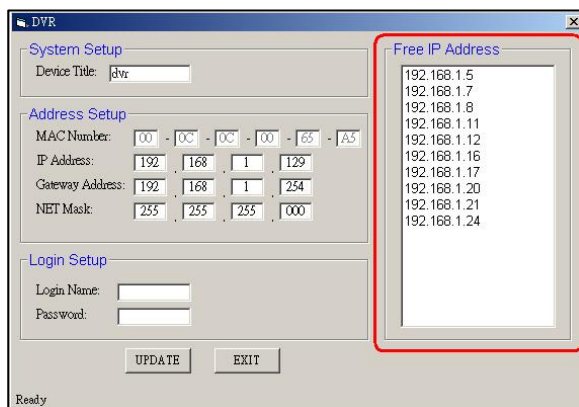 DVR
System Setup
Device Title: dvr
Address Setup
MAC Number: 00 - 0C - 0C - 00 - 65 - A5
IP Address: 192 . 168 . 1 . 129
Gateway Address: 192 . 168 . 1 . 254
NET Mask: 255 . 255 . 255 . 000
Login Setup
Login Name:
Password:
UPDATE EXIT
Ready
Free IP Address
192.168.1.5
192.168.1.7
192.168.1.8
192.168.1.11
192.168.1.12
192.168.1.16
192.168.1.17
192.168.1.20
192.168.1.21
192.168.1.24